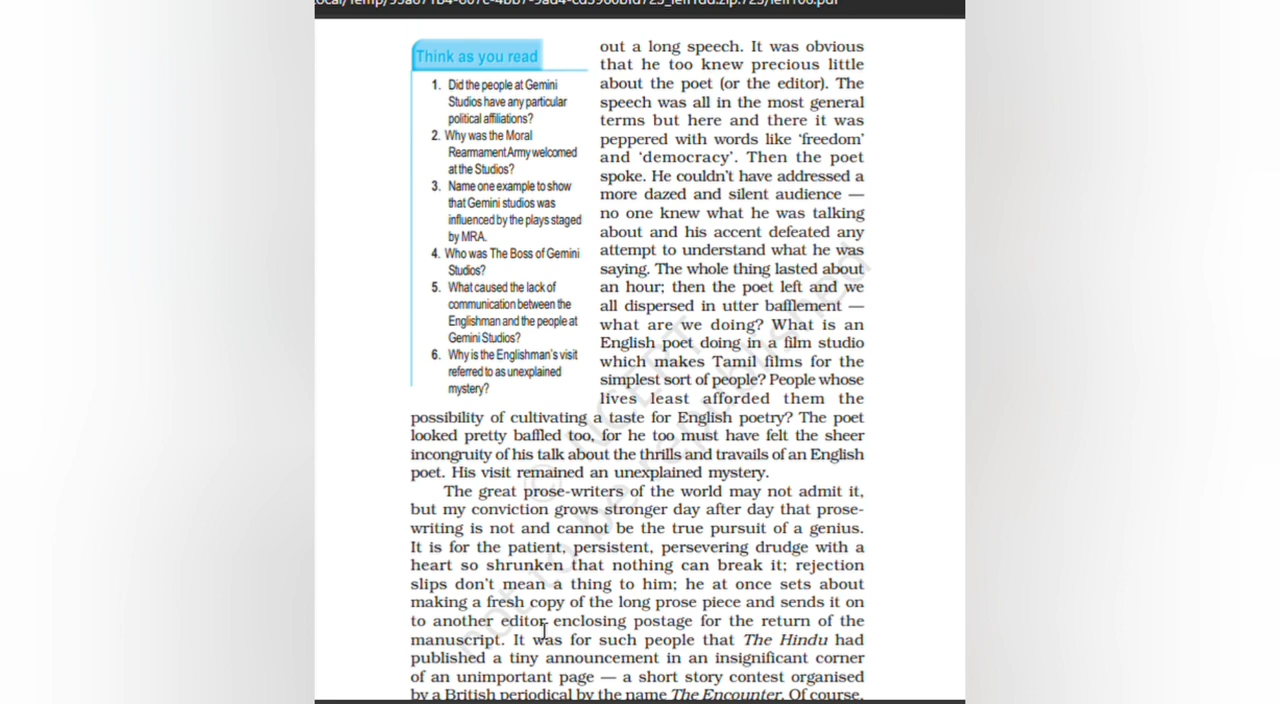 Think as you read
1. Did the people at Gemini
Studios have any particular
political affiliations?
2. Why was the Moral
Rearmament Army welcomed
at the Studios?
3. Name one example to show
that Gemini studios was
influenced by the plays staged
by MRA.
4. Who was The Boss of Gemini
Studios?
5. What caused the lack of
communication between the
Englishman and the people at
Gemini Studios?
6. Why is the Englishman's visit
referred to as unexplained
mystery?
out a long speech. It was obvious
that he too knew precious little
about the poet (or the editor). The
speech was all in the most general
terms but here and there it was
peppered with words like ‘freedom’
and ‘democracy’. Then the poet
spoke. He couldn’t have addressed a
more dazed and silent audience —
no one knew what he was talking
about and his accent defeated any
attempt to understand what he was
saying. The whole thing lasted about
an hour; then the poet left and we
all dispersed in utter bafflement —
what are we doing? What is an
English poet doing in a film studio
which makes Tamil films for the
simplest sort of people? People whose
lives least afforded them the
possibility of cultivating a taste for English poetry? The poet
looked pretty baffled too, for he too must have felt the sheer
incongruity of his talk about the thrills and travails of an English
poet. His visit remained an unexplained mystery.
The great prose-writers of the world may not admit it,
but my conviction grows stronger day after day that prose-
writing is not and cannot be the true pursuit of a genius.
It is for the patient, persistent, persevering drudge with a
heart so shrunken that nothing can break it; rejection
slips don’t mean a thing to him; he at once sets about
making a fresh copy of the long prose piece and sends it on
to another editor enclosing postage for the return of the
manuscript. It was for such people that The Hindu had
published a tiny announcement in an insignificant corner
of an unimportant page — a short story contest organised
by a British periodical by the name The Encounter. Of course,
© NCERT
not to be republished